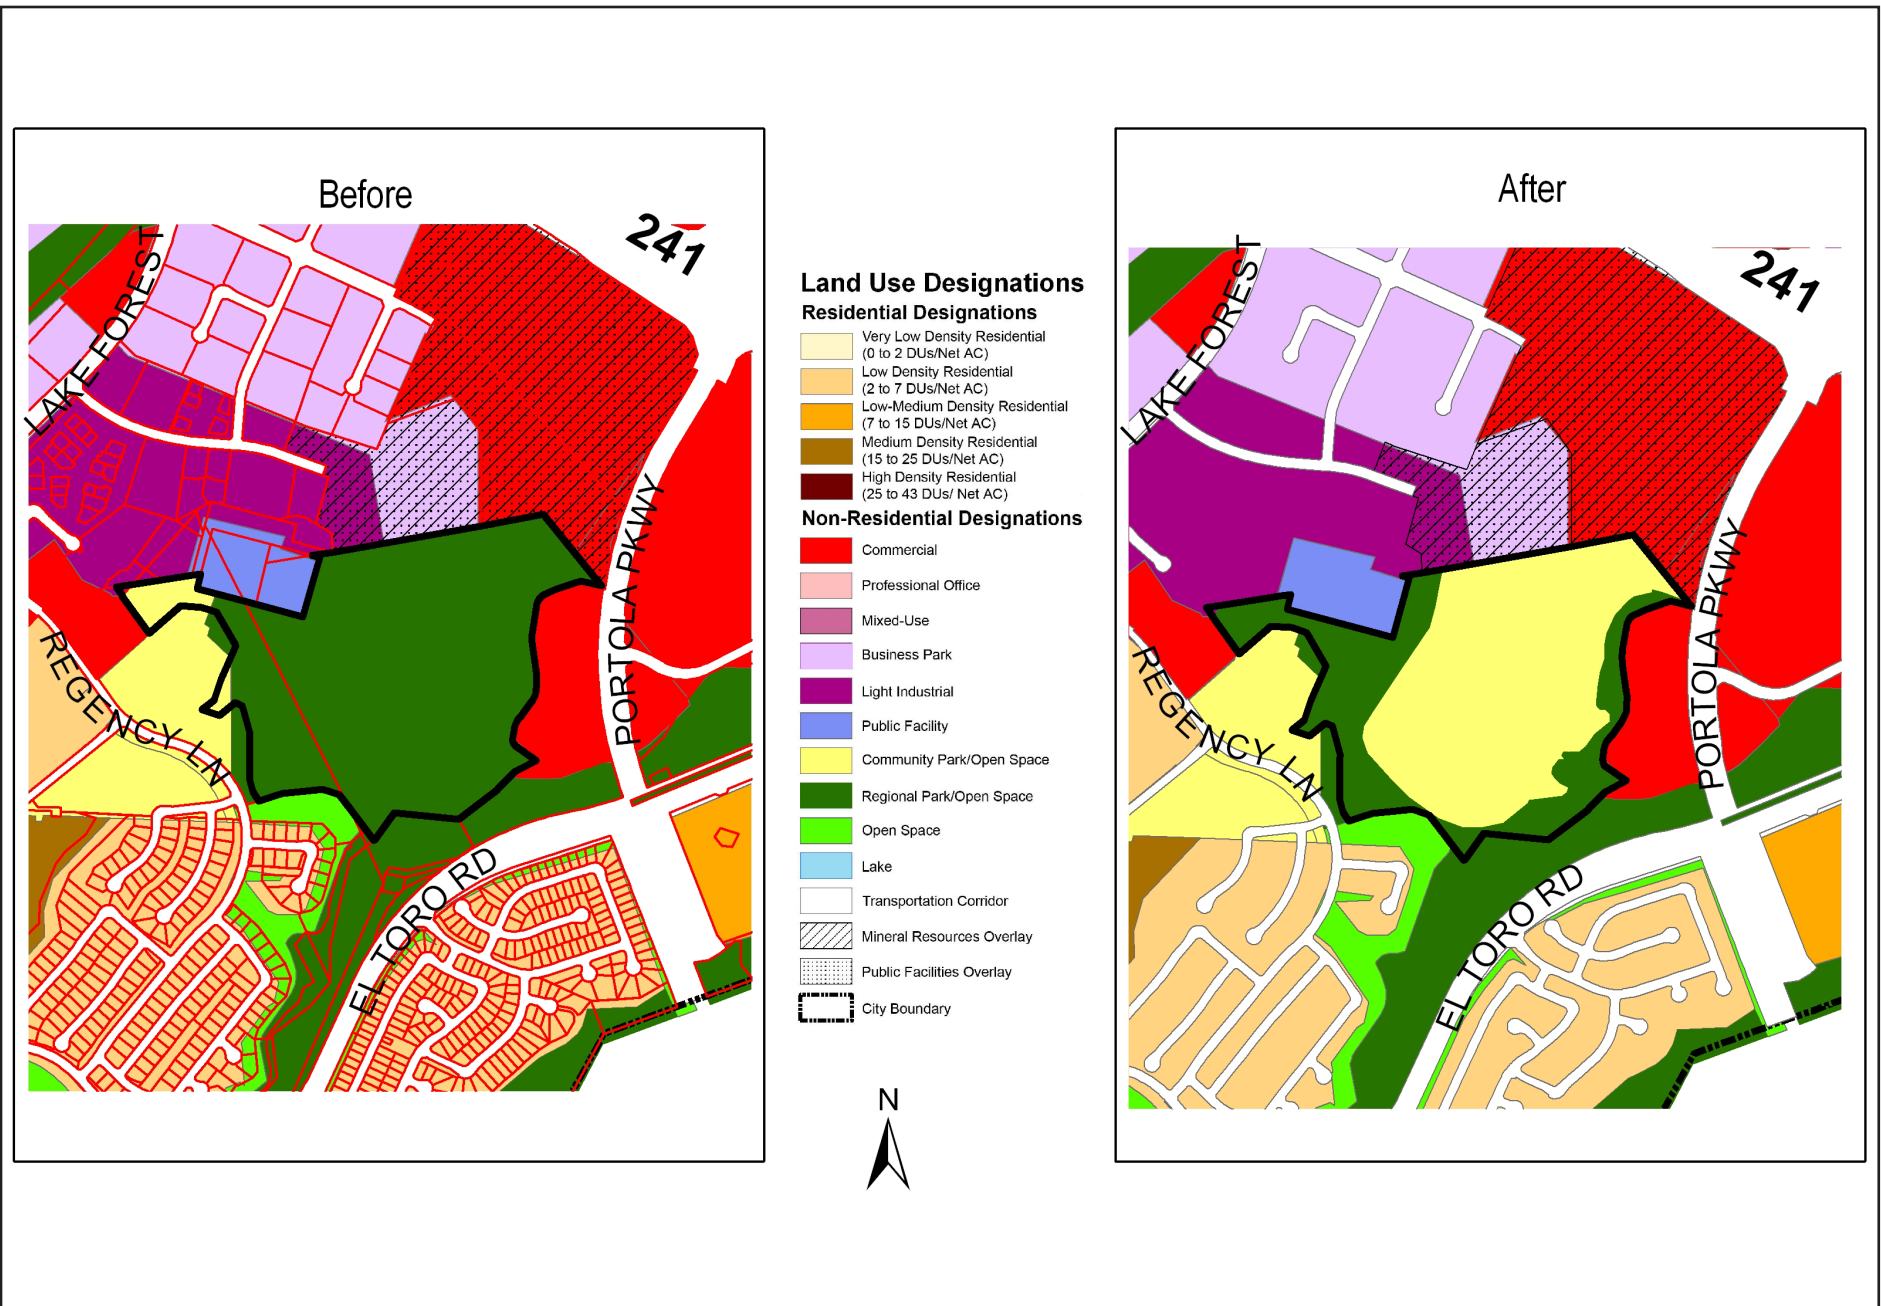 Before
241
LAKE FOREST
PORTOLA PKWY
REGENCY LN
EL TORO RD
Land Use Designations
Residential Designations
Very Low Density Residential
(0 to 2 DUs/Net AC)
Low Density Residential
(2 to 7 DUs/Net AC)
Low-Medium Density Residential
(7 to 15 DUs/Net AC)
Medium Density Residential
(15 to 25 DUs/Net AC)
High Density Residential
(25 to 43 DUs/ Net AC)
Non-Residential Designations
Commercial
Professional Office
Mixed-Use
Business Park
Light Industrial
Public Facility
Community Park/Open Space
Regional Park/Open Space
Open Space
Lake
Transportation Corridor
Mineral Resources Overlay
Public Facilities Overlay
City Boundary
N
After
241
LAKE FOREST
PORTOLA PKWY
REGENCY LN
EL TORO RD